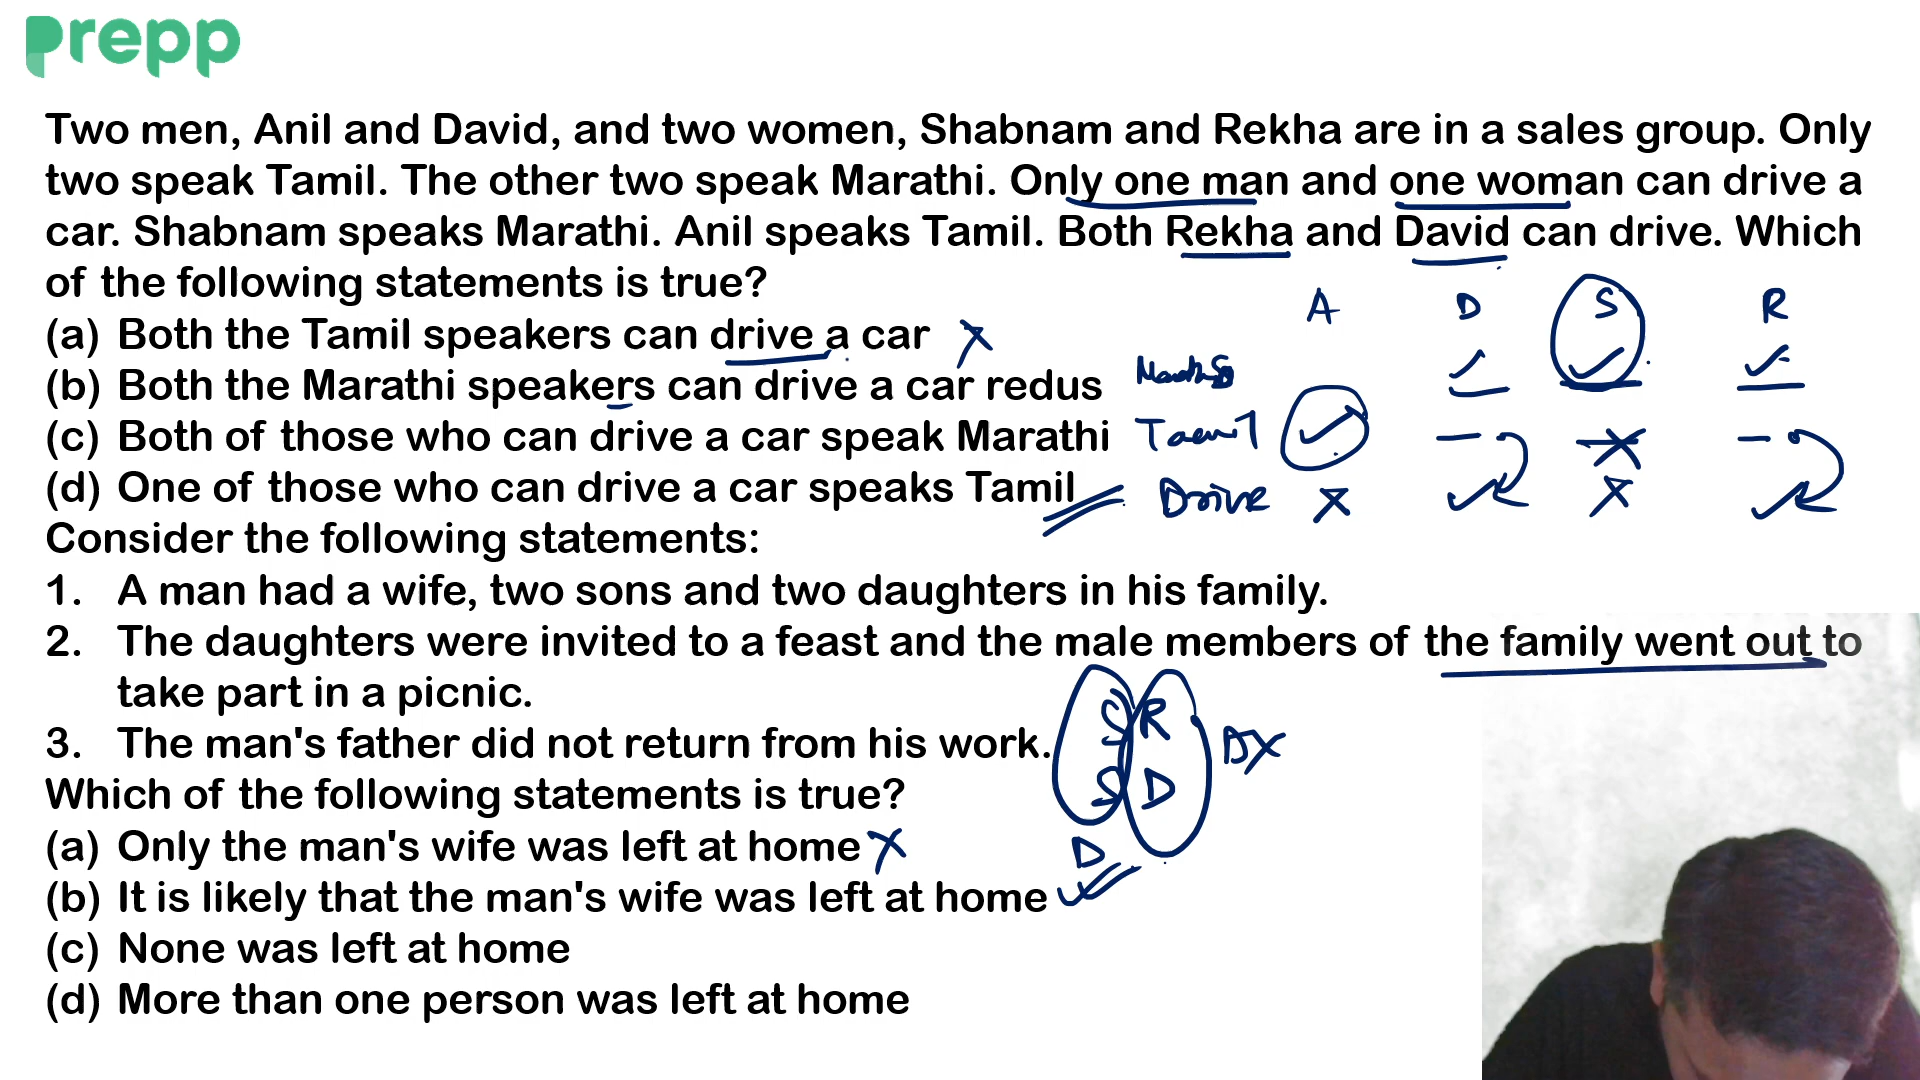 prepp
Two men, Anil and David, and two women, Shabnam and Rekha are in a sales group. Only
two speak Tamil. The other two speak Marathi. Only one man and one woman can drive a
car. Shabnam speaks Marathi. Anil speaks Tamil. Both Rekha and David can drive. Which
of the following statements is true?
A D S R
(a) Both the Tamil speakers can drive a car
(b) Both the Marathi speakers can drive a car redus
(c) Both of those who can drive a car speak Marathi
(d) One of those who can drive a car speaks Tamil
Drive
Consider the following statements:
1. A man had a wife, two sons and two daughters in his family.
2. The daughters were invited to a feast and the male members of the family went out to
take part in a picnic.
S R
3. The man's father did not return from his work.
DX
Which of the following statements is true?
S D
(a) Only the man's wife was left at home
D
(b) It is likely that the man's wife was left at home
(c) None was left at home
(d) More than one person was left at home